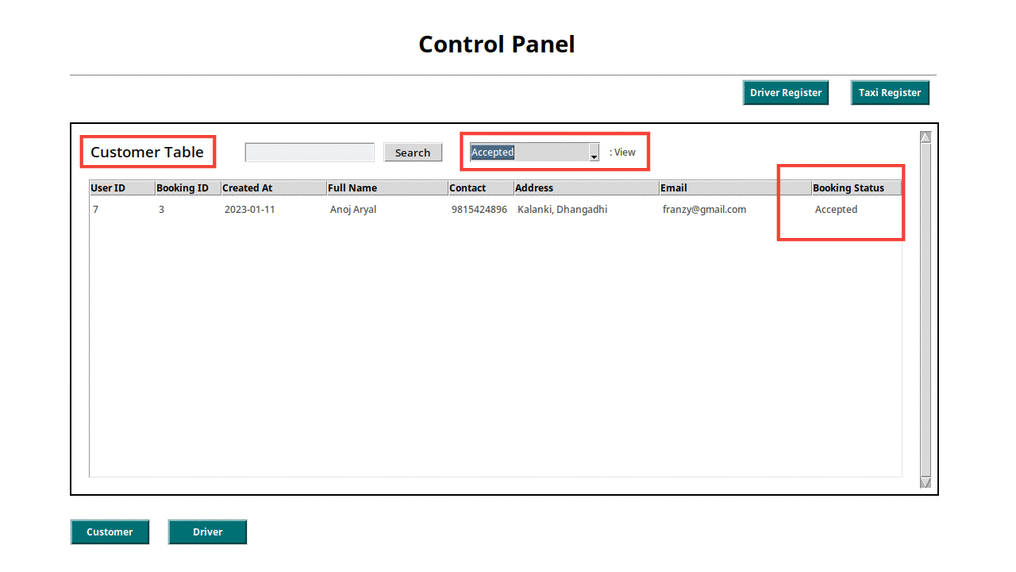 Control Panel
Driver Register Taxi Register
Customer Table Search Accepted : View
User ID Booking ID Created At Full Name Contact Address Email Booking Status
7 3 2023-01-11 Anoj Aryal 9815424896 Kalanki, Dhangadhi franzy@gmail.com Accepted
Customer Driver